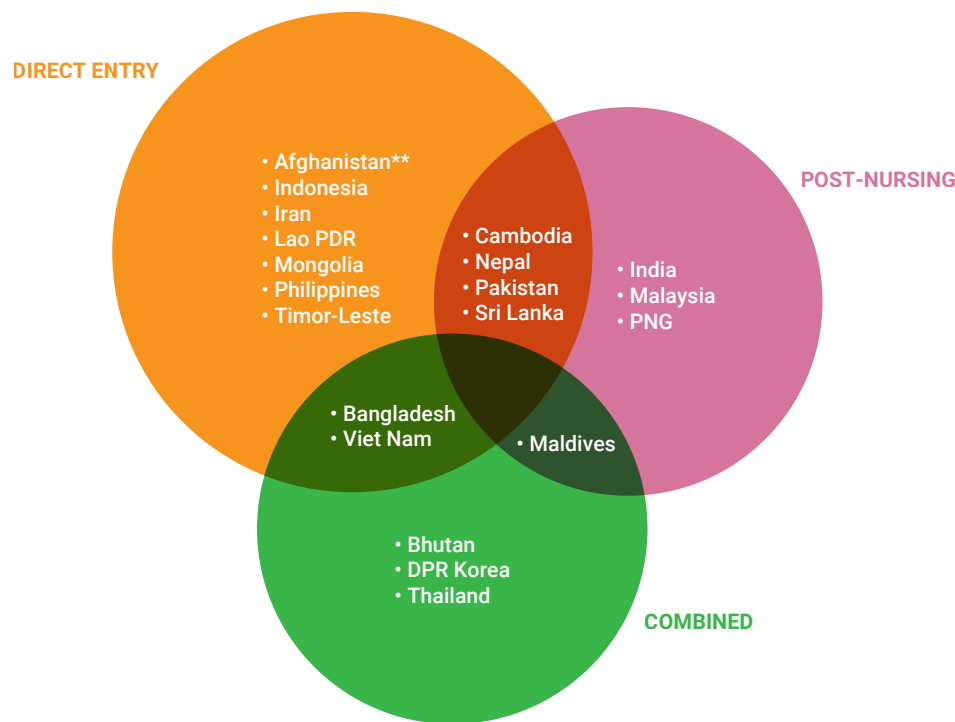 DIRECT ENTRY
• Afghanistan**
• Indonesia
• Iran
• Lao PDR
• Mongolia
• Philippines
• Timor-Leste
POST-NURSING
• Cambodia
• Nepal
• Pakistan
• Sri Lanka
• India
• Malaysia
• PNG
• Bangladesh
• Viet Nam
• Maldives
• Bhutan
• DPR Korea
• Thailand
COMBINED